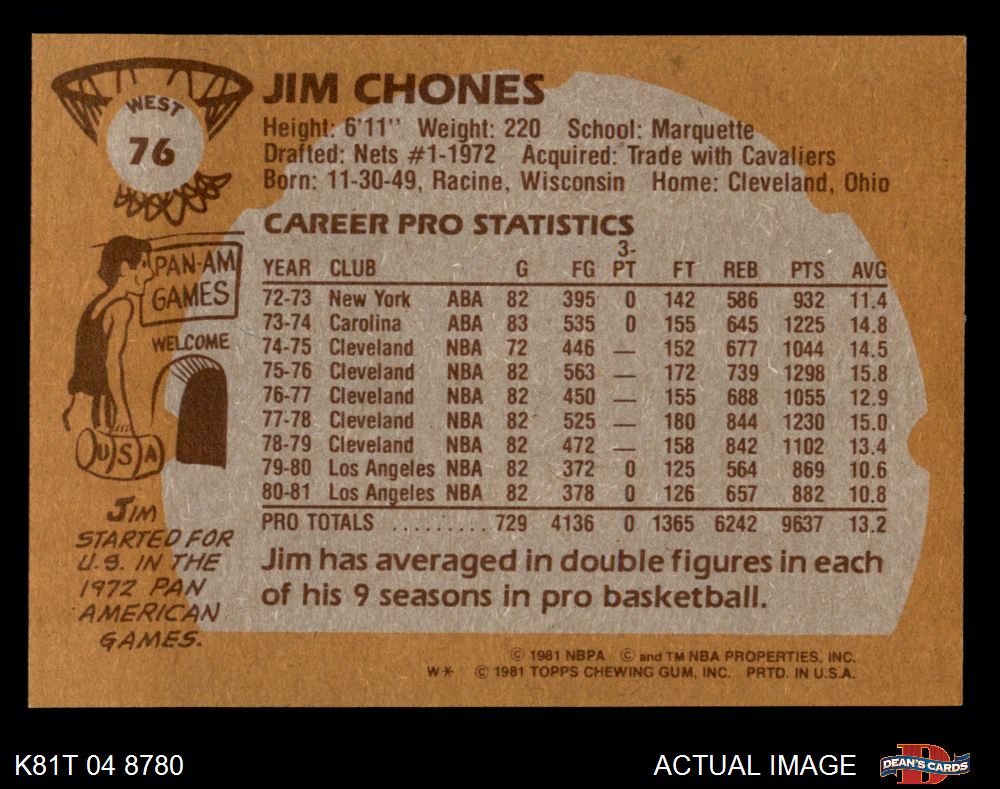 WEST
76
JIM CHONES
Height: 6'11'' Weight: 220 School: Marquette
Drafted: Nets #1-1972 Acquired: Trade with Cavaliers
Born: 11-30-49, Racine, Wisconsin Home: Cleveland, Ohio
CAREER PRO STATISTICS
YEAR CLUB G FG 3-PT FT REB PTS AVG
72-73 New York ABA 82 395 0 142 586 932 11.4
73-74 Carolina ABA 83 535 0 155 645 1225 14.8
74-75 Cleveland NBA 72 446 — 152 677 1044 14.5
75-76 Cleveland NBA 82 563 — 172 739 1298 15.8
76-77 Cleveland NBA 82 450 — 155 688 1055 12.9
77-78 Cleveland NBA 82 525 — 180 844 1230 15.0
78-79 Cleveland NBA 82 472 — 158 842 1102 13.4
79-80 Los Angeles NBA 82 372 0 125 564 869 10.6
80-81 Los Angeles NBA 82 378 0 126 657 882 10.8
PRO TOTALS .......... 729 4136 0 1365 6242 9637 13.2
Jim has averaged in double figures in each
of his 9 seasons in pro basketball.
PAN-AM
GAMES
WELCOME
USA
JIM
STARTED FOR
U.S. IN THE
1972 PAN
AMERICAN
GAMES.
© 1981 NBPA © and TM NBA PROPERTIES, INC.
W* © 1981 TOPPS CHEWING GUM, INC. PRTD. IN U.S.A.
K81T 04 8780
ACTUAL IMAGE
D
DEAN'S CARDS